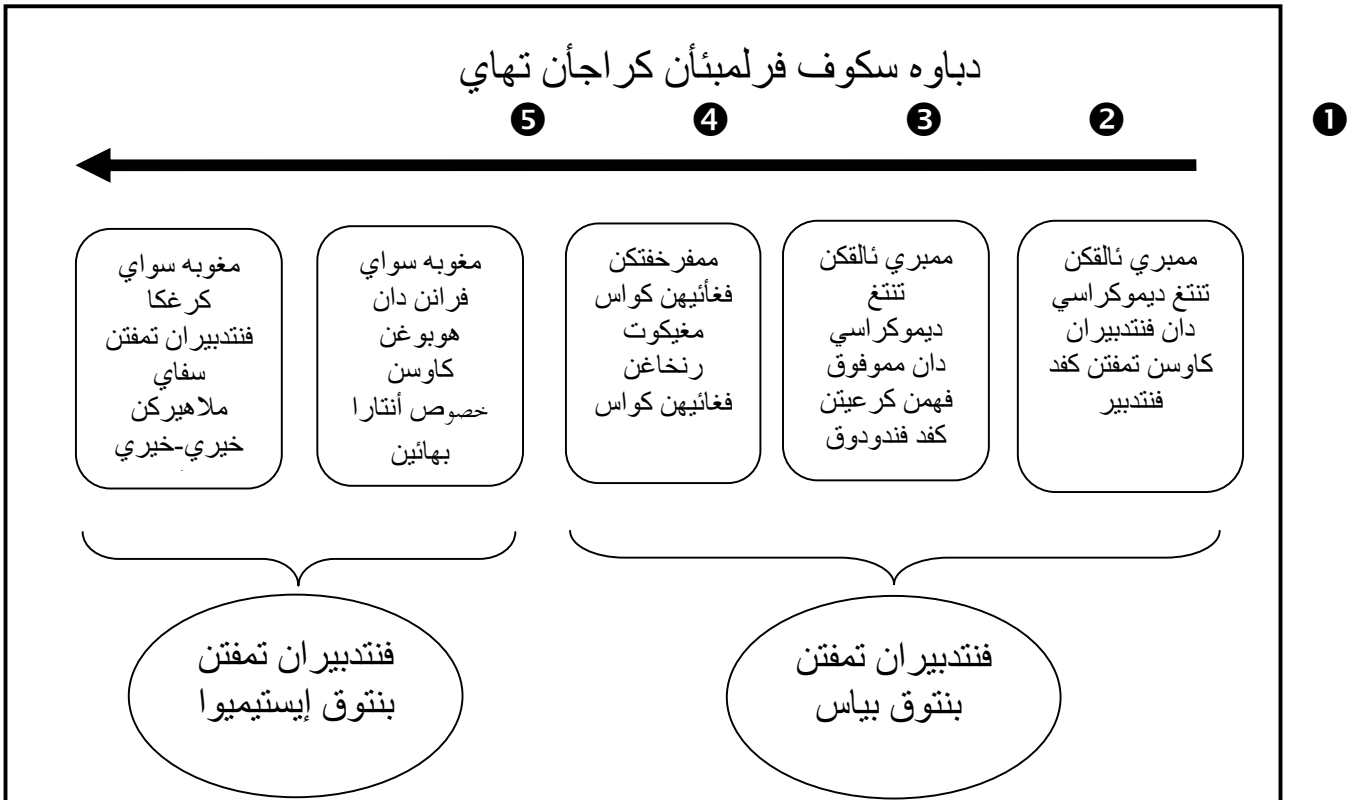 دباوه سكوف فرلمبئأن كراجأن تهاي
❶ ❷ ❸ ❹ ❺
ممبري ئالقكن
تنتغ ديموكراسي
دان فنتدبيران
كاوسن تمفتن كفد
فنتدبير
ممبري ئالقكن
تنتغ
ديموكراسي
دان مموفوق
فهمن كرعيتن
كفد فندودوق
ممفرخفتكن
فغأئيهن كواس
مغيكوت
رنخاغن
فغائيهن كواس
مغوبه سواي
فرانن دان
هوبوغن
كاوسن
خصوص أنتارا
بهائين
مغوبه سواي
كرغكا
فنتدبيران تمفتن
سفاي
ملاهيركن
خيري-خيري
فنتدبيران تمفتن
بنتوق بياس
فنتدبيران تمفتن
بنتوق إيستيميوا